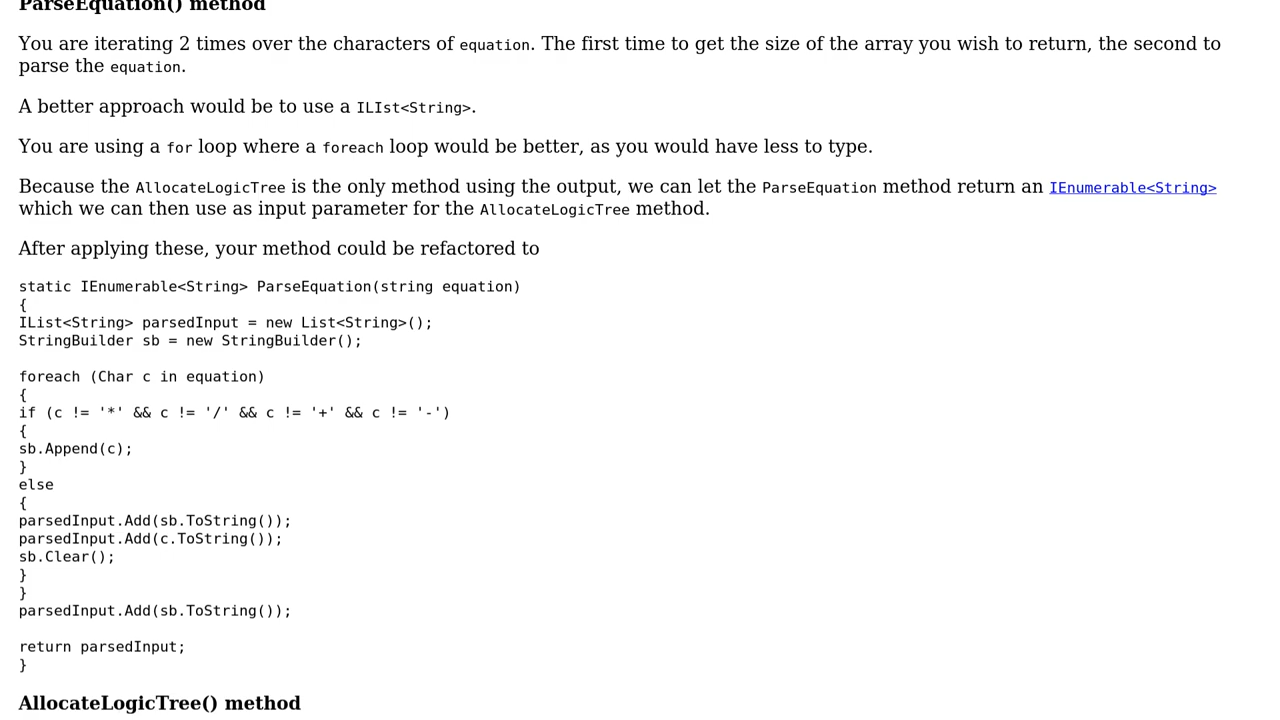 ParseEquation() method
You are iterating 2 times over the characters of equation. The first time to get the size of the array you wish to return, the second to
parse the equation.
A better approach would be to use a ILIst<String>.
You are using a for loop where a foreach loop would be better, as you would have less to type.
Because the AllocateLogicTree is the only method using the output, we can let the ParseEquation method return an IEnumerable<String>
which we can then use as input parameter for the AllocateLogicTree method.
After applying these, your method could be refactored to
static IEnumerable<String> ParseEquation(string equation)
{
IList<String> parsedInput = new List<String>();
StringBuilder sb = new StringBuilder();
foreach (Char c in equation)
{
if (c != '*' && c != '/' && c != '+' && c != '-')
{
sb.Append(c);
}
else
{
parsedInput.Add(sb.ToString());
parsedInput.Add(c.ToString());
sb.Clear();
}
}
parsedInput.Add(sb.ToString());
return parsedInput;
}
AllocateLogicTree() method